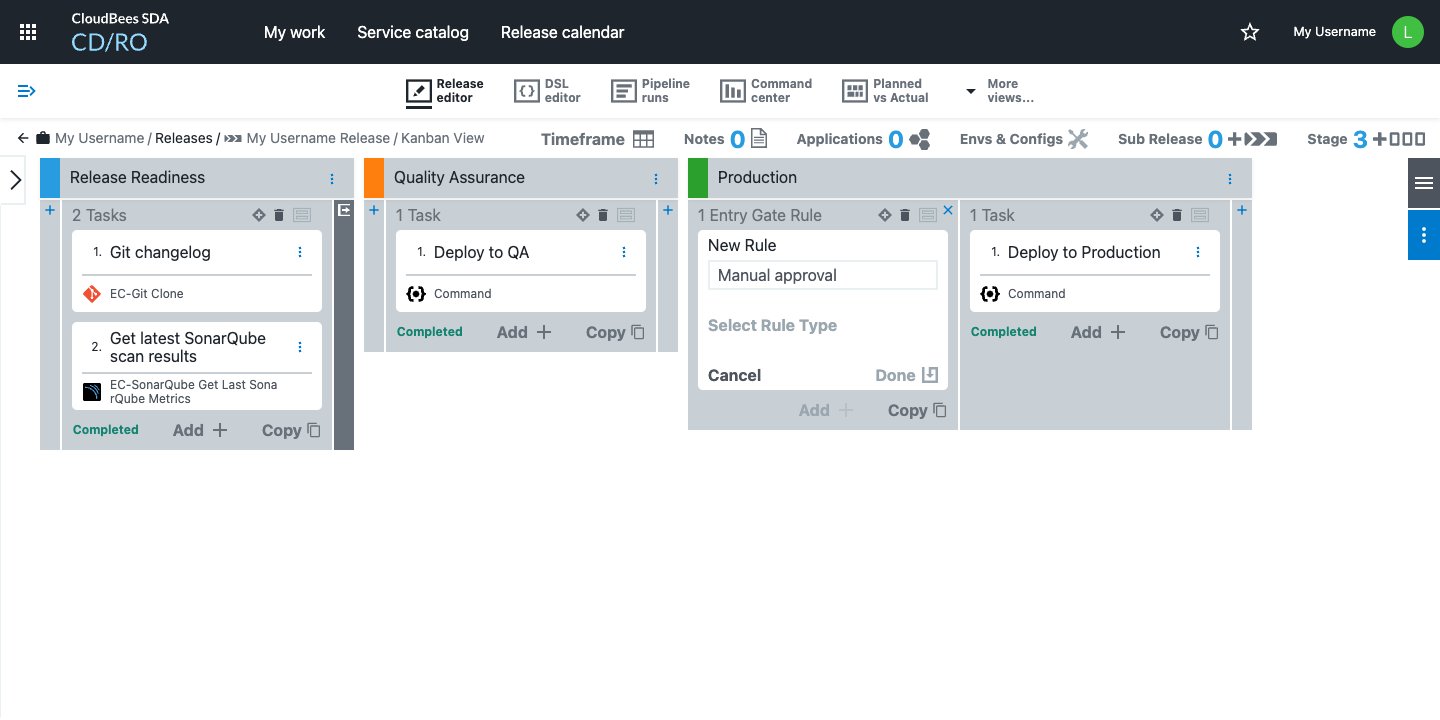 CloudBees SDA
CD/RO
My work
Service catalog
Release calendar
My Username
L
Release
editor
DSL
editor
Pipeline
runs
Command
center
Planned
vs Actual
More
views...
My Username / Releases / My Username Release / Kanban View
Timeframe
Notes 0
Applications 0
Envs & Configs
Sub Release 0
Stage 3
Release Readiness
2 Tasks
1. Git changelog
EC-Git Clone
2. Get latest SonarQube
scan results
EC-SonarQube Get Last Sona
rQube Metrics
Completed
Add
Copy
Quality Assurance
1 Task
1. Deploy to QA
Command
Completed
Add
Copy
Production
1 Entry Gate Rule
New Rule
Manual approval
Select Rule Type
Cancel
Done
Add
Copy
1 Task
1. Deploy to Production
Command
Completed
Add
Copy